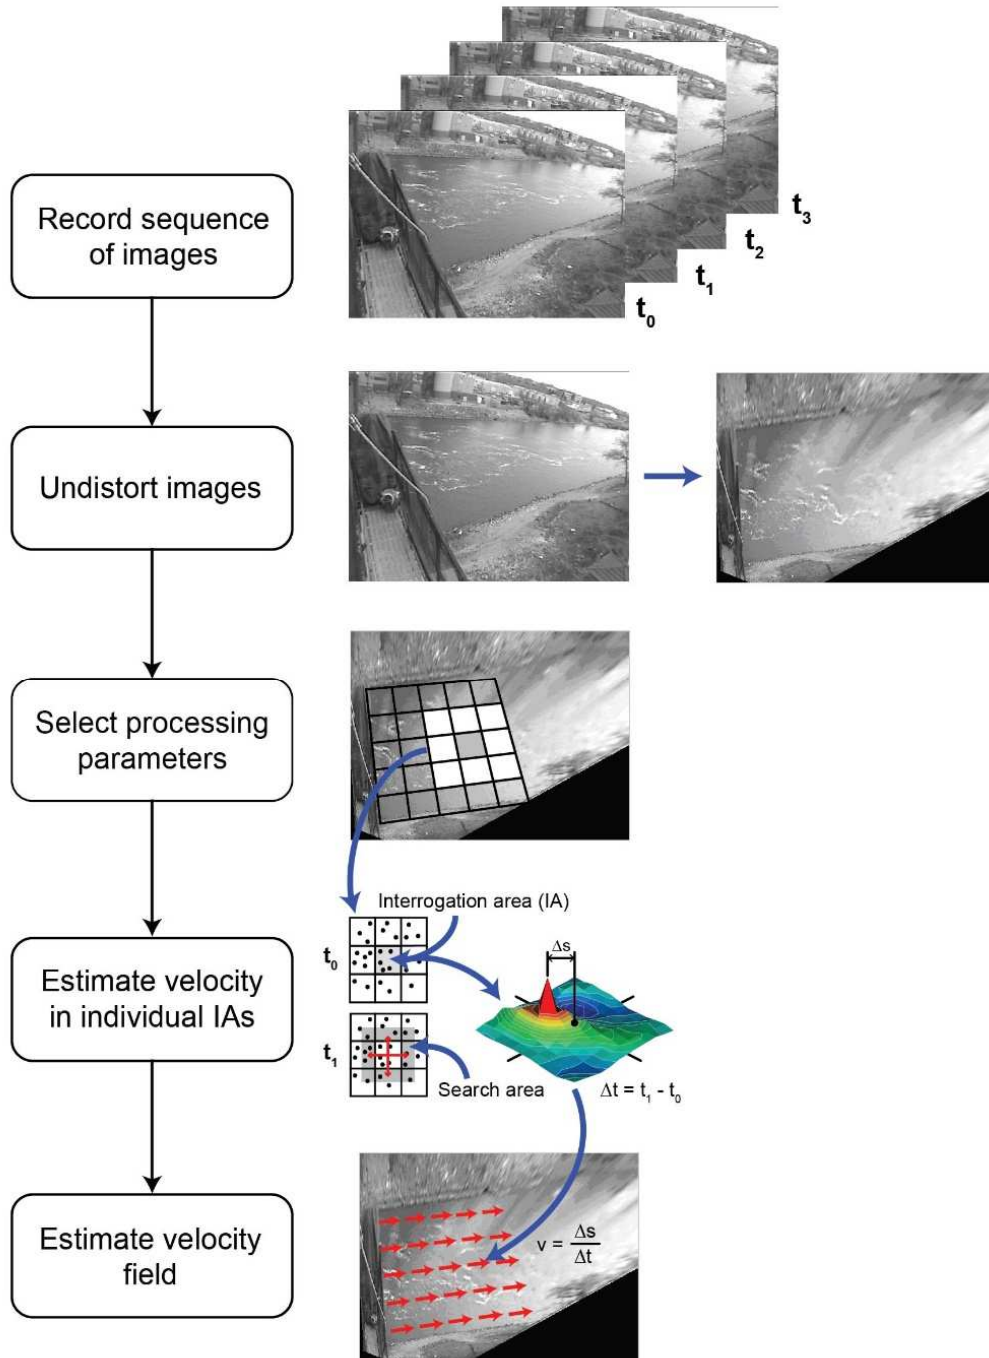 Record sequence
of images
t₃
t₂
t₁
t₀
Undistort images
Select processing
parameters
Interrogation area (IA)
t₀
Δs
Estimate velocity
in individual IAs
t₁
Search area
Δt = t₁ - t₀
Estimate velocity
field
v = Δs/Δt